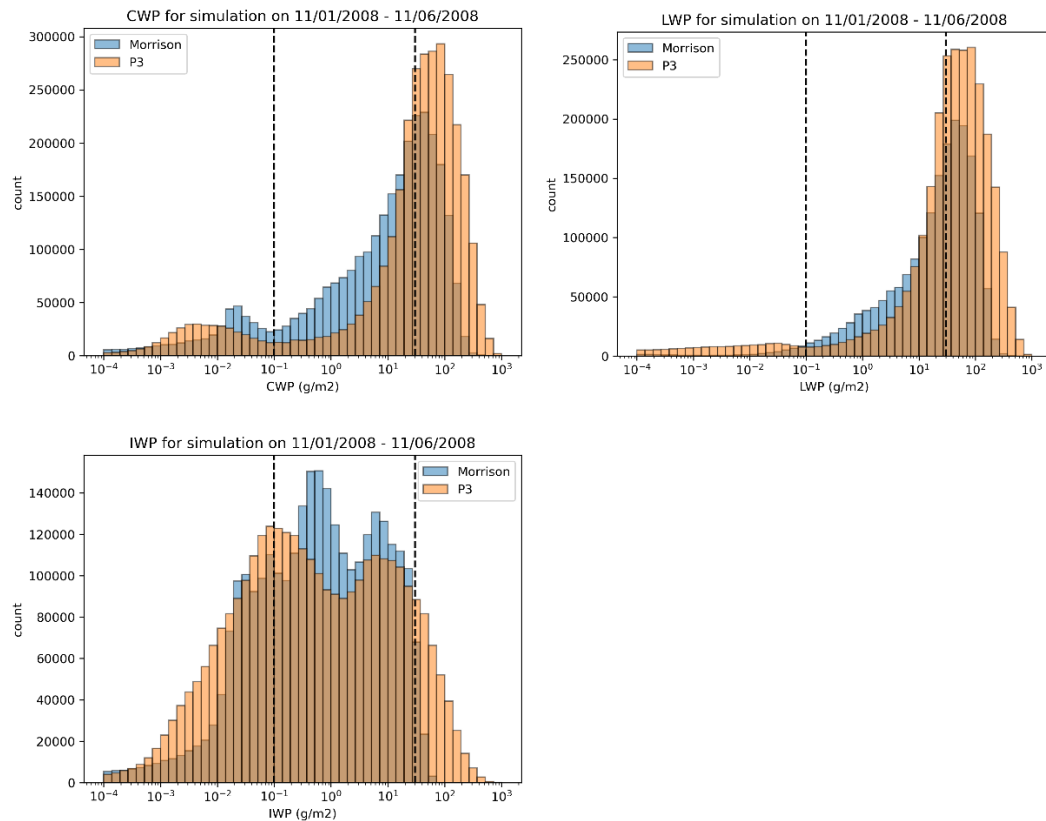 CWP for simulation on 11/01/2008 - 11/06/2008
Morrison
P3
300000
250000
200000
150000
100000
50000
0
count
10⁻⁴ 10⁻³ 10⁻² 10⁻¹ 10⁰ 10¹ 10² 10³
CWP (g/m2)
LWP for simulation on 11/01/2008 - 11/06/2008
Morrison
P3
250000
200000
150000
100000
50000
0
count
10⁻⁴ 10⁻³ 10⁻² 10⁻¹ 10⁰ 10¹ 10² 10³
LWP (g/m2)
IWP for simulation on 11/01/2008 - 11/06/2008
Morrison
P3
140000
120000
100000
80000
60000
40000
20000
0
count
10⁻⁴ 10⁻³ 10⁻² 10⁻¹ 10⁰ 10¹ 10² 10³
IWP (g/m2)